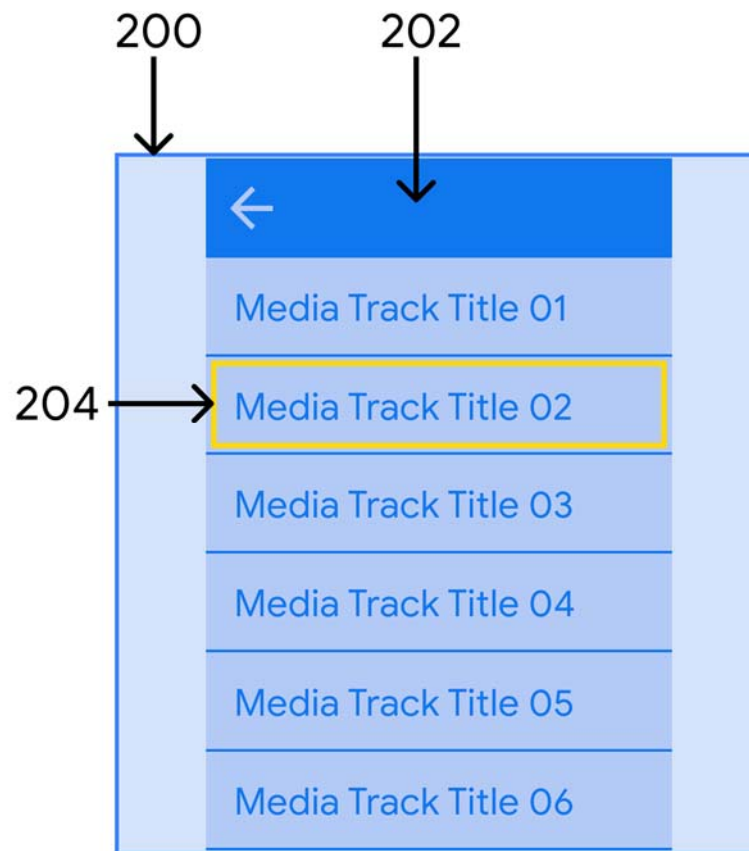 200 202
Media Track Title 01
204 Media Track Title 02
Media Track Title 03
Media Track Title 04
Media Track Title 05
Media Track Title 06